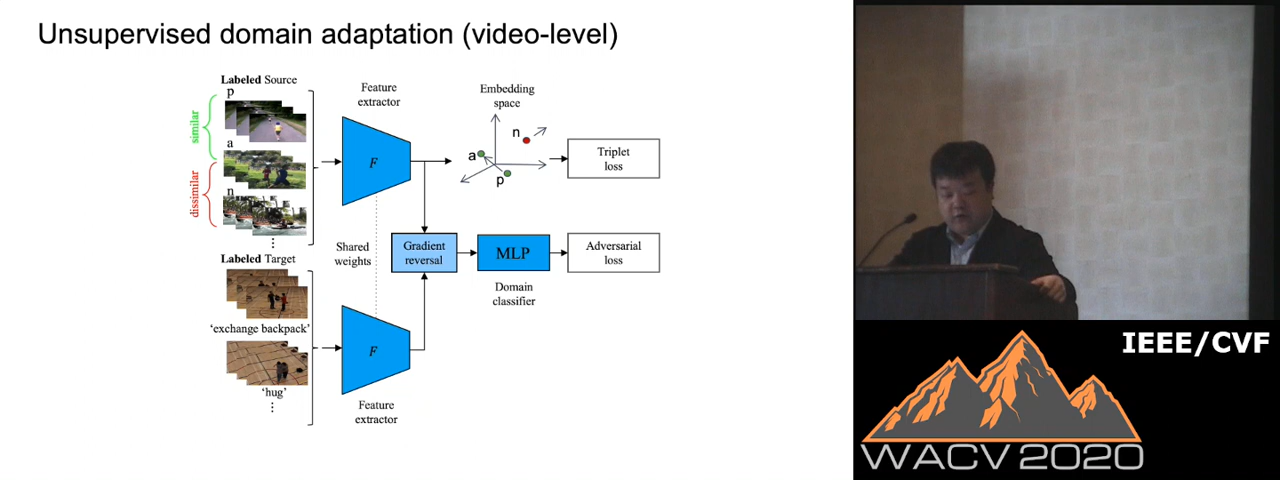 Unsupervised domain adaptation (video-level)
Labeled Source
p
similar
a
dissimilar
n
⋮
Feature
extractor
F
Embedding
space
n
a
p
Triplet
loss
Shared
weights
Gradient
reversal
MLP
Adversarial
loss
Domain
classifier
Labeled Target
'exchange backpack'
'hug'
⋮
F
Feature
extractor
IEEE/CVF
WACV 2020